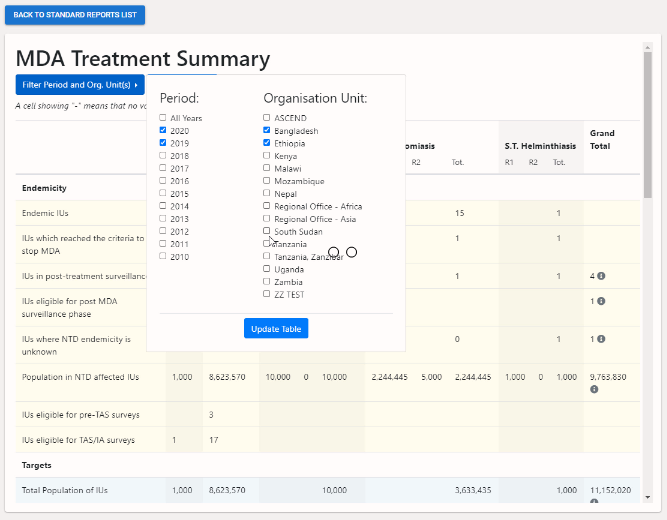 BACK TO STANDARD REPORTS LIST
MDA Treatment Summary
Filter Period and Org. Unit(s)
A cell showing "-" means that no
Period:
All Years
2020
2019
2018
2017
2016
2015
2014
2013
2012
2011
2010
Organisation Unit:
ASCEND
Bangladesh
Ethiopia
Kenya
Malawi
Mozambique
Nepal
Regional Office - Africa
Regional Office - Asia
South Sudan
Tanzania
Tanzania, Zanzibar
Uganda
Zambia
ZZ TEST
Update Table
omiasis S.T. Helminthiasis Grand Total
R2 Tot. R1 R2 Tot.
Endemicity
Endemic IUs 15 1
IUs which reached the criteria to 1 1
stop MDA
IUs in post-treatment surveillance 1 1 4
IUs eligible for post MDA 1
surveillance phase
IUs where NTD endemicity is 0 1 1
unknown
Population in NTD affected IUs 1,000 8,623,570 10,000 0 10,000 2,244,445 5,000 2,244,445 1,000 0 1,000 9,763,830
IUs eligible for pre-TAS surveys 3
IUs eligible for TAS/IA surveys 1 17
Targets
Total Population of IUs 1,000 8,623,570 10,000 3,633,435 1,000 11,152,020